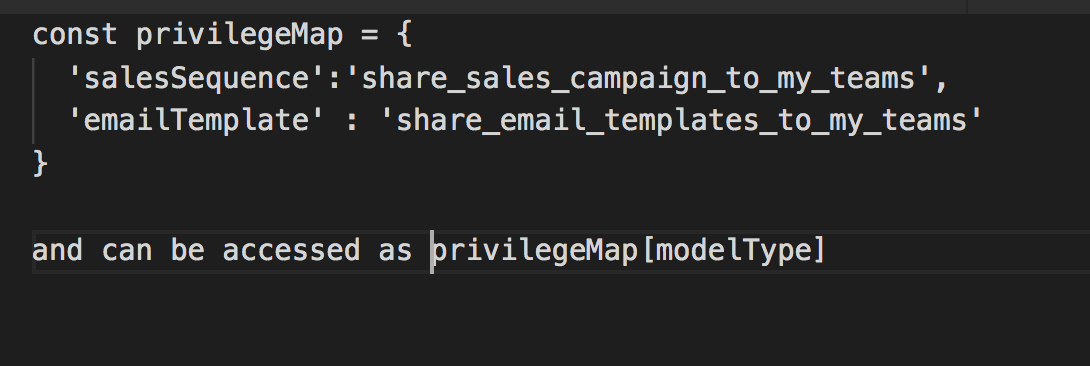 const privilegeMap = {
'salesSequence':'share_sales_campaign_to_my_teams',
'emailTemplate' : 'share_email_templates_to_my_teams'
}
and can be accessed as privilegeMap[modelType]